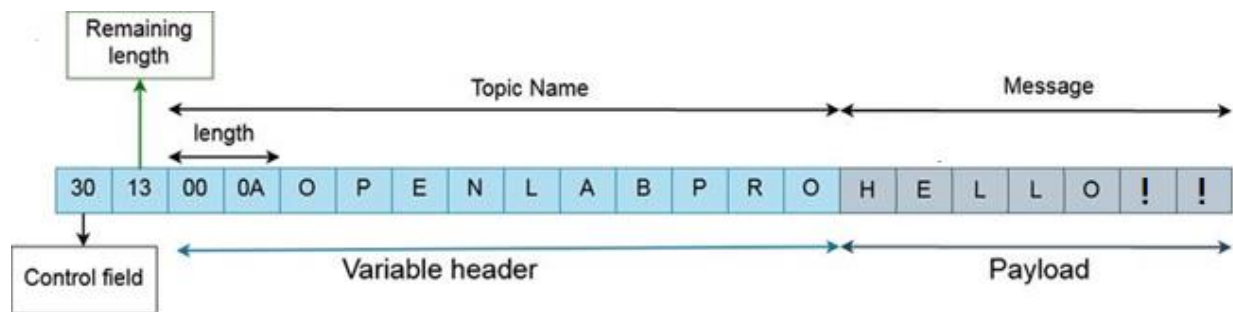 Remaining
length
Topic Name
Message
length
30 13 00 0A O P E N L A B P R O H E L L O ! !
Control field
Variable header
Payload